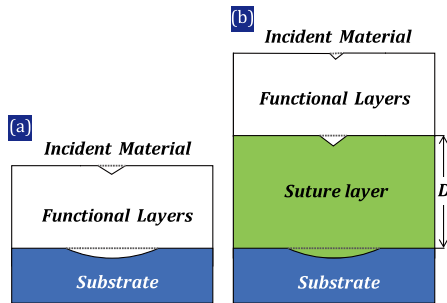 (a)
Incident Material
Functional Layers
Substrate
(b)
Incident Material
Functional Layers
Suture layer
D
Substrate